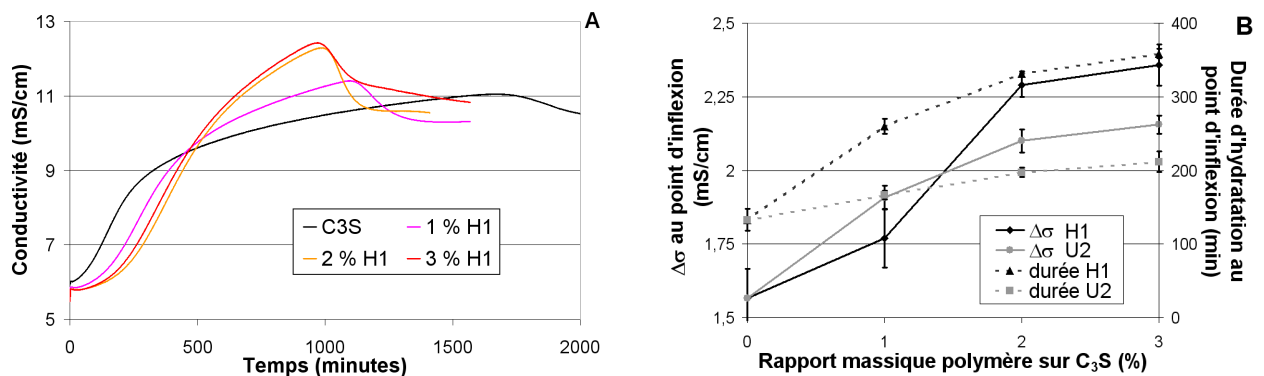 A
Conductivité (mS/cm)
13
11
9
7
5
C3S
1 % H1
2 % H1
3 % H1
0
500
1000
1500
2000
Temps (minutes)
B
Δσ au point d'inflexion
(mS/cm)
2,5
2,25
2
1,75
1,5
Δσ H1
Δσ U2
durée H1
durée U2
400
300
200
100
0
Durée d'hydratation au
point d'inflexion
(min)
0
1
2
3
Rapport massique polymère sur C₃S (%)